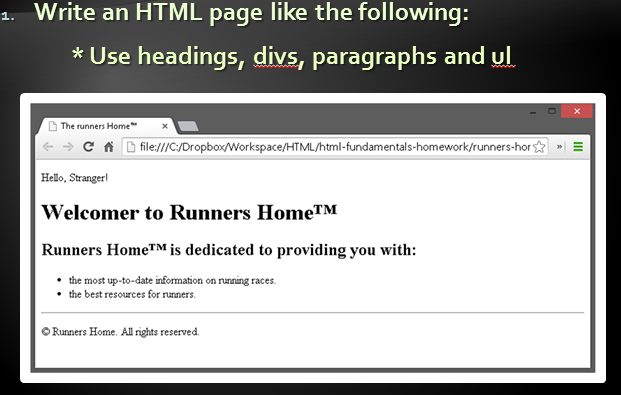 1. Write an HTML page like the following:
* Use headings, divs, paragraphs and ul
The runners Home™
file:///C:/Dropbox/Workspace/HTML/html-fundamentals-homework/runners-hor
Hello, Stranger!
Welcomer to Runners Home™
Runners Home™ is dedicated to providing you with:
• the most up-to-date information on running races.
• the best resources for runners.
© Runners Home. All rights reserved.